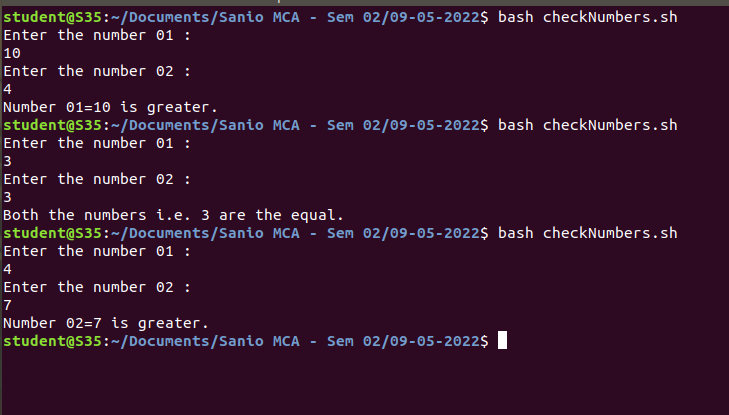 student@S35:~/Documents/Sanio MCA - Sem 02/09-05-2022$ bash checkNumbers.sh
Enter the number 01 :
10
Enter the number 02 :
4
Number 01=10 is greater.
student@S35:~/Documents/Sanio MCA - Sem 02/09-05-2022$ bash checkNumbers.sh
Enter the number 01 :
3
Enter the number 02 :
3
Both the numbers i.e. 3 are the equal.
student@S35:~/Documents/Sanio MCA - Sem 02/09-05-2022$ bash checkNumbers.sh
Enter the number 01 :
4
Enter the number 02 :
7
Number 02=7 is greater.
student@S35:~/Documents/Sanio MCA - Sem 02/09-05-2022$